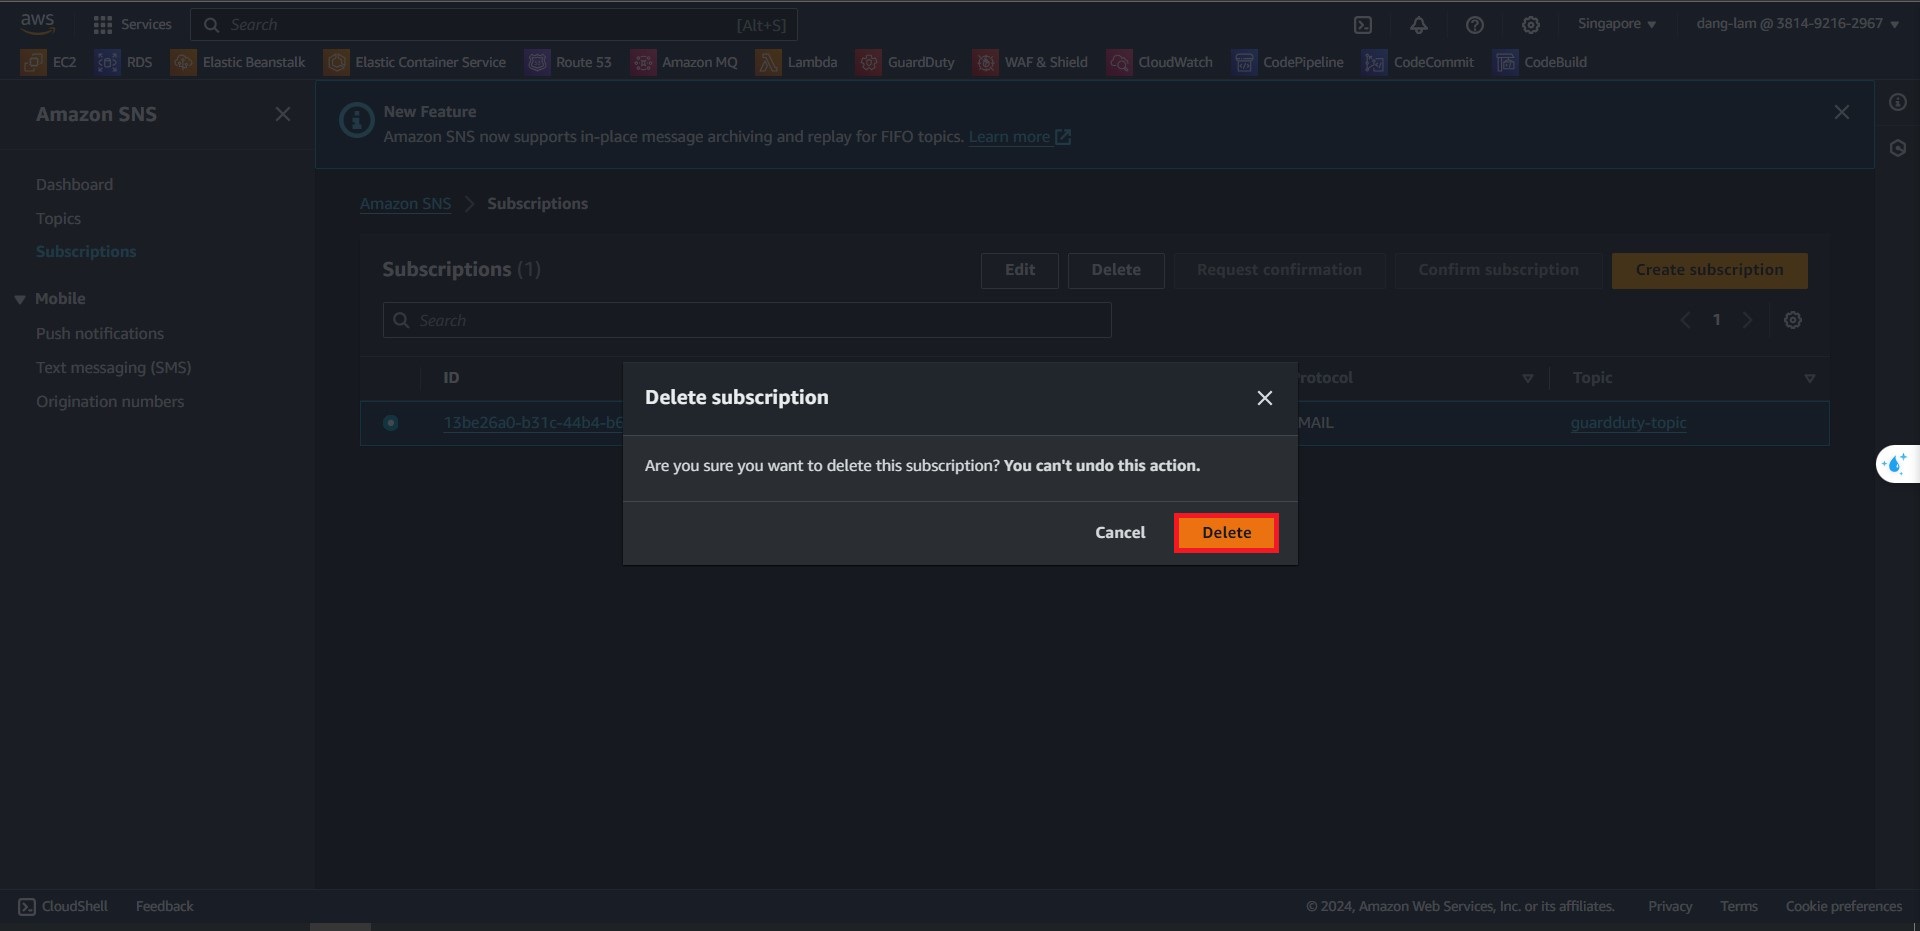 aws
Services
Search
[Alt+S]
Singapore
dang-lam @ 3814-9216-2967
EC2
RDS
Elastic Beanstalk
Elastic Container Service
Route 53
Amazon MQ
Lambda
GuardDuty
WAF & Shield
CloudWatch
CodePipeline
CodeCommit
CodeBuild
Amazon SNS
Dashboard
Topics
Subscriptions
Mobile
Push notifications
Text messaging (SMS)
Origination numbers
New Feature
Amazon SNS now supports in-place message archiving and replay for FIFO topics. Learn more
Amazon SNS
Subscriptions
Subscriptions (1)
Edit
Delete
Request confirmation
Confirm subscription
Create subscription
Search
1
ID
rotocol
Topic
13be26a0-b31c-44b4-b6
MAIL
guardduty-topic
Delete subscription
Are you sure you want to delete this subscription? You can't undo this action.
Cancel
Delete
CloudShell
Feedback
© 2024, Amazon Web Services, Inc. or its affiliates.
Privacy
Terms
Cookie preferences